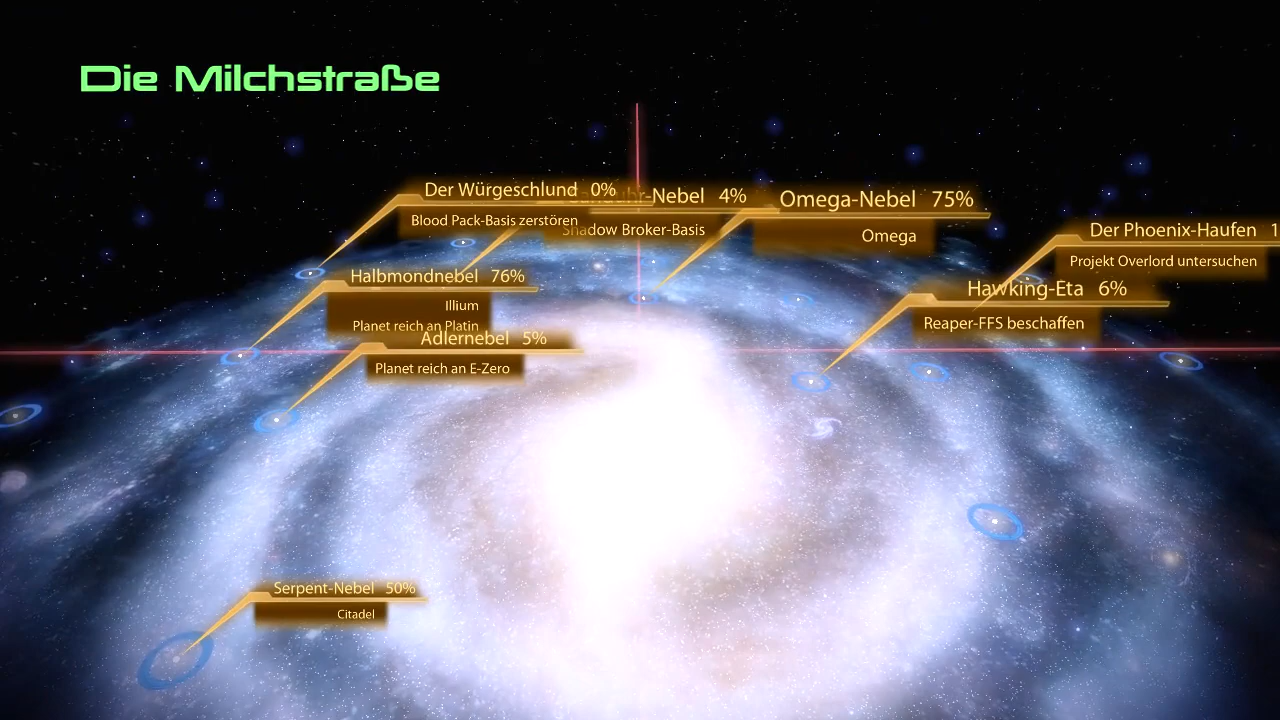 Die Milchstraße
Der Würgeschlund 0%
Blood Pack-Basis zerstören
Sanduhr-Nebel 4%
Shadow Broker-Basis
Omega-Nebel 75%
Omega
Der Phoenix-Haufen 1
Projekt Overlord untersuchen
Halbmondnebel 76%
Illium
Planet reich an Platin
Hawking-Eta 6%
Reaper-FFS beschaffen
Adlernebel 5%
Planet reich an E-Zero
Serpent-Nebel 50%
Citadel